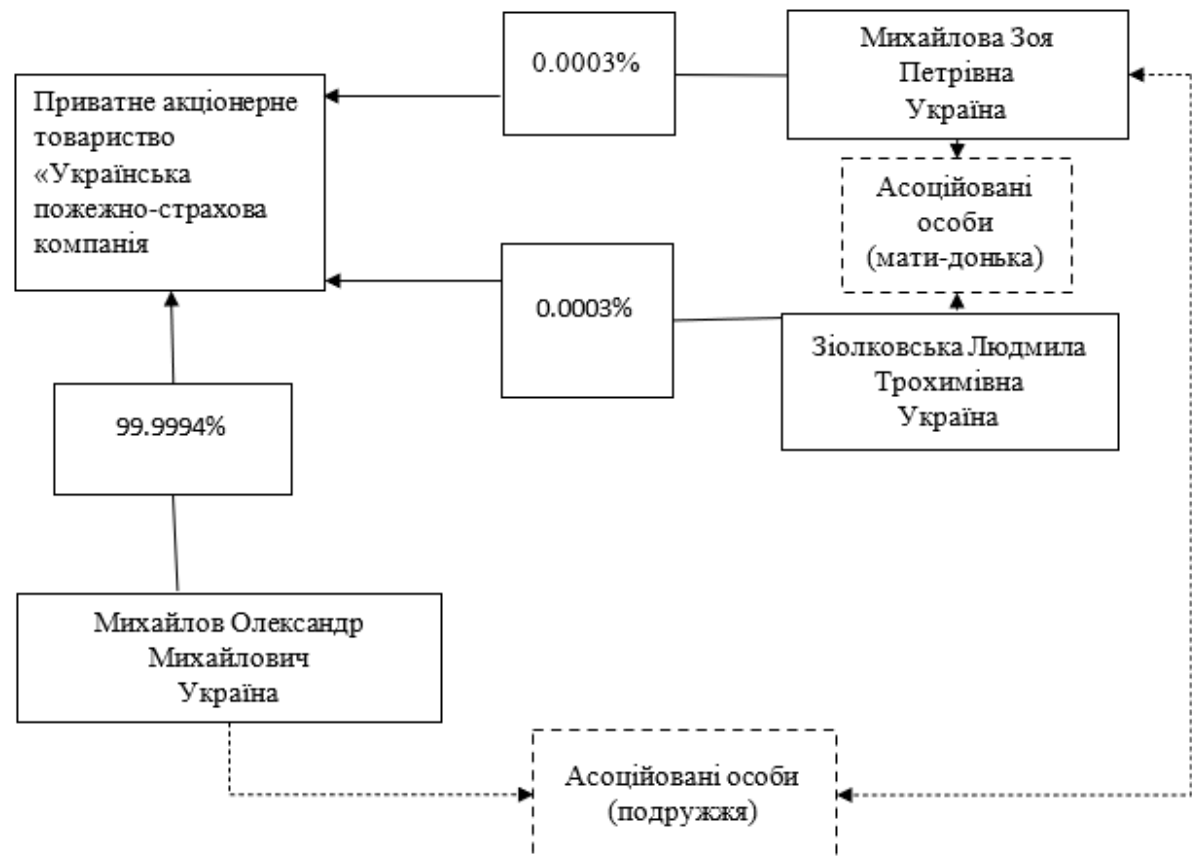 0.0003%
Михайлова Зоя
Петрівна
Україна
Приватне акціонерне
товариство
«Українська
пожежно-страхова
компанія
Асоційовані
особи
(мати-донька)
0.0003%
Зіолковська Людмила
Трохимівна
Україна
99.9994%
Михайлов Олександр
Михайлович
Україна
Асоційовані особи
(подружжя)